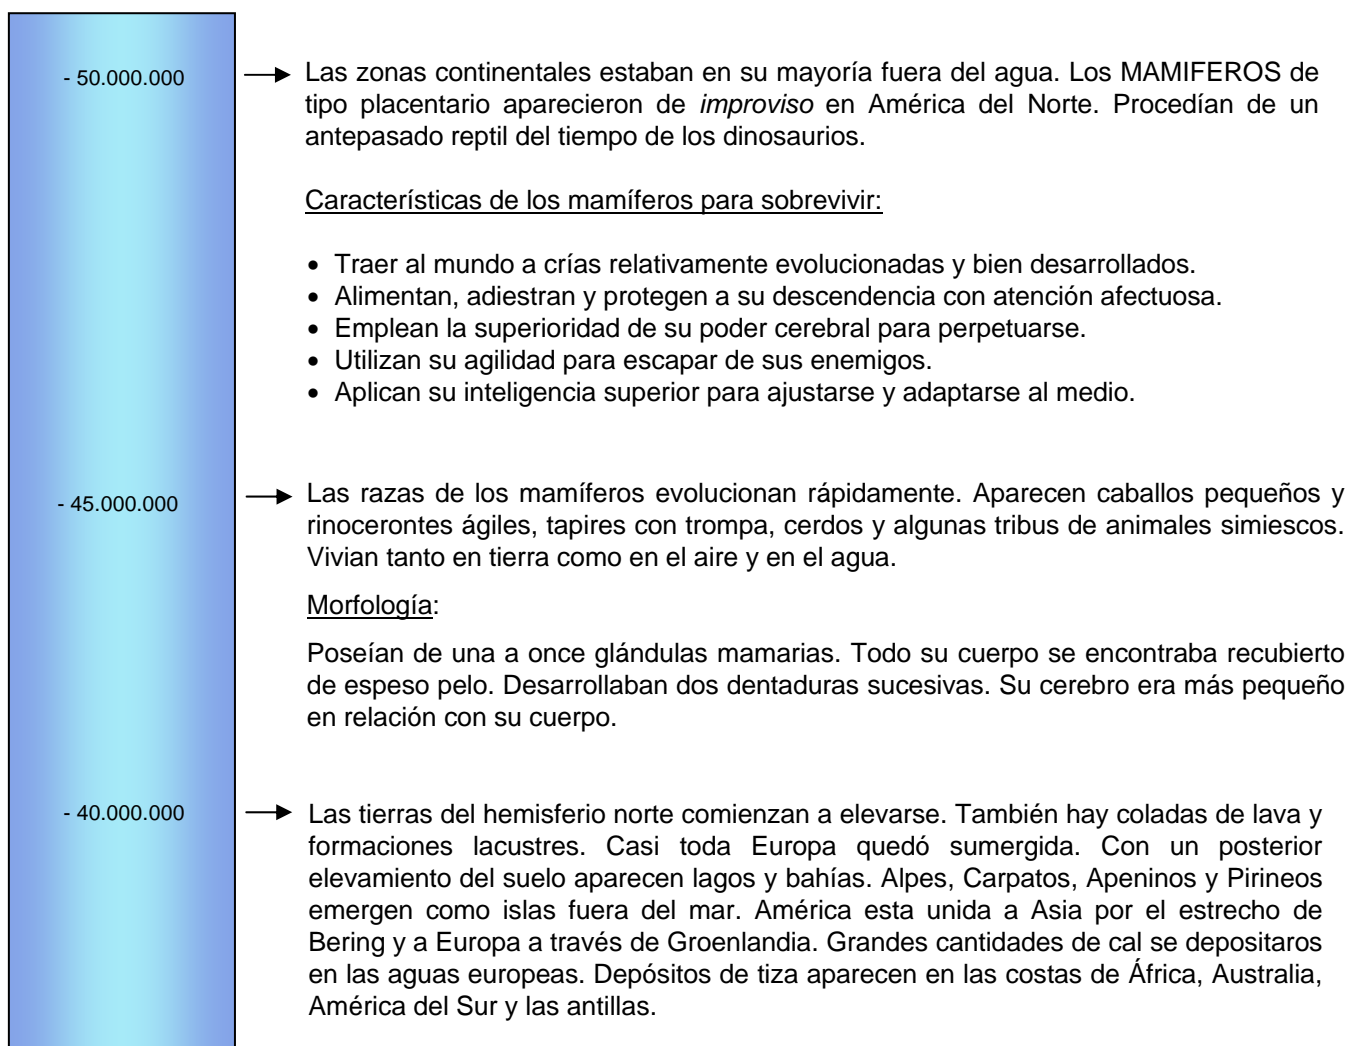 - 50.000.000
Las zonas continentales estaban en su mayoría fuera del agua. Los MAMIFEROS de
tipo placentario aparecieron de improviso en América del Norte. Procedían de un
antepasado reptil del tiempo de los dinosaurios.
Características de los mamíferos para sobrevivir:
• Traer al mundo a crías relativamente evolucionadas y bien desarrollados.
• Alimentan, adiestran y protegen a su descendencia con atención afectuosa.
• Emplean la superioridad de su poder cerebral para perpetuarse.
• Utilizan su agilidad para escapar de sus enemigos.
• Aplican su inteligencia superior para ajustarse y adaptarse al medio.
- 45.000.000
Las razas de los mamíferos evolucionan rápidamente. Aparecen caballos pequeños y
rinocerontes ágiles, tapires con trompa, cerdos y algunas tribus de animales simiescos.
Vivian tanto en tierra como en el aire y en el agua.
Morfología:
Poseían de una a once glándulas mamarias. Todo su cuerpo se encontraba recubierto
de espeso pelo. Desarrollaban dos dentaduras sucesivas. Su cerebro era más pequeño
en relación con su cuerpo.
- 40.000.000
Las tierras del hemisferio norte comienzan a elevarse. También hay coladas de lava y
formaciones lacustres. Casi toda Europa quedó sumergida. Con un posterior
elevamiento del suelo aparecen lagos y bahías. Alpes, Carpatos, Apeninos y Pirineos
emergen como islas fuera del mar. América esta unida a Asia por el estrecho de
Bering y a Europa a través de Groenlandia. Grandes cantidades de cal se depositaros
en las aguas europeas. Depósitos de tiza aparecen en las costas de África, Australia,
América del Sur y las antillas.